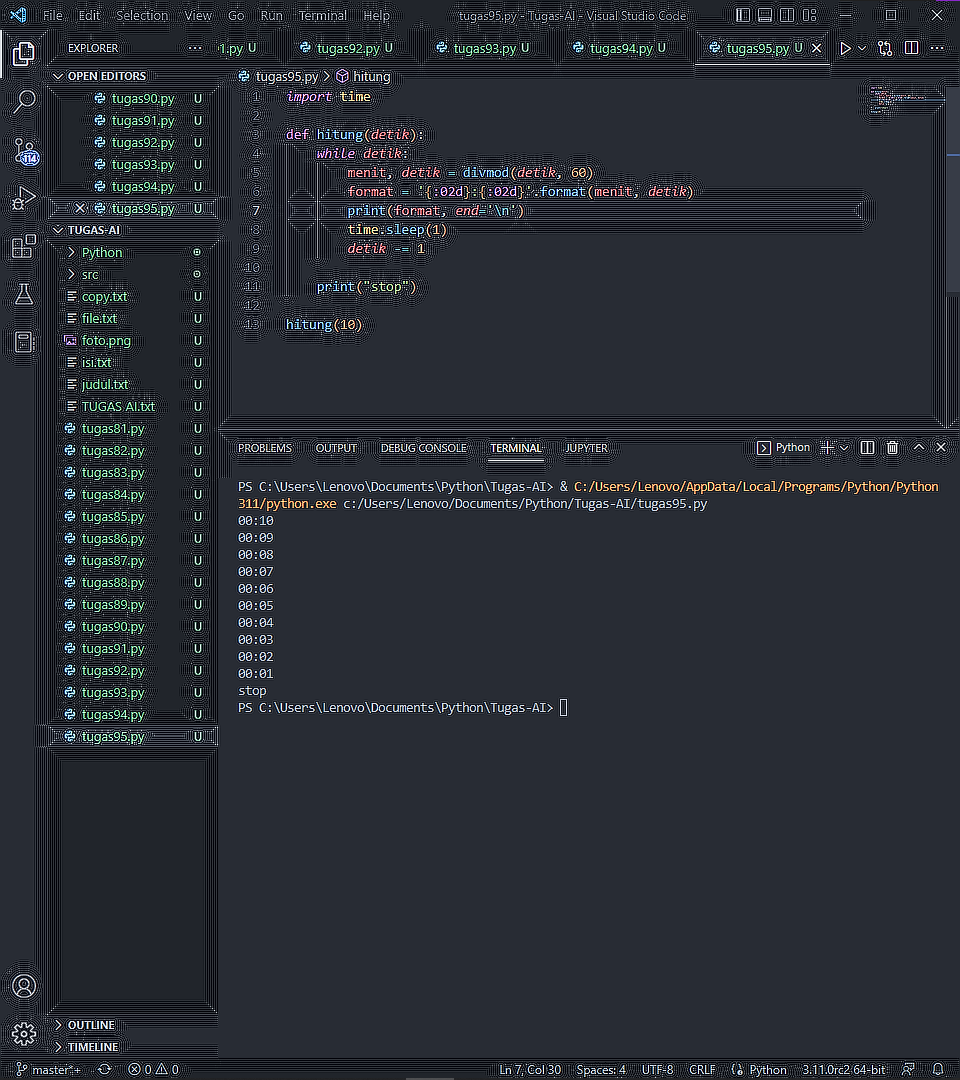 File Edit Selection View Go Run Terminal Help tugas95.py - Tugas-AI - Visual Studio Code
EXPLORER ... 1.py U tugas92.py U tugas93.py U tugas94.py U tugas95.py U
OPEN EDITORS
tugas90.py U
tugas91.py U
tugas92.py U
tugas93.py U
tugas94.py U
tugas95.py U
TUGAS-AI
Python
src
copy.txt U
file.txt U
foto.png U
isi.txt U
judul.txt U
TUGAS AI.txt U
tugas81.py U
tugas82.py U
tugas83.py U
tugas84.py U
tugas85.py U
tugas86.py U
tugas87.py U
tugas88.py U
tugas89.py U
tugas90.py U
tugas91.py U
tugas92.py U
tugas93.py U
tugas94.py U
tugas95.py U
OUTLINE
TIMELINE
114
tugas95.py > hitung
1 import time
2
3 def hitung(detik):
4 while detik:
5 menit, detik = divmod(detik, 60)
6 format = '{:02d}:{:02d}'.format(menit, detik)
7 print(format, end='\n')
8 time.sleep(1)
9 detik -= 1
10
11 print("stop")
12
13 hitung(10)
PROBLEMS OUTPUT DEBUG CONSOLE TERMINAL JUPYTER Python
PS C:\Users\Lenovo\Documents\Python\Tugas-AI> & C:/Users/Lenovo/AppData/Local/Programs/Python/Python
311/python.exe c:/Users/Lenovo/Documents/Python/Tugas-AI/tugas95.py
00:10
00:09
00:08
00:07
00:06
00:05
00:04
00:03
00:02
00:01
stop
PS C:\Users\Lenovo\Documents\Python\Tugas-AI>
master*+ 0 0 Ln 7, Col 30 Spaces: 4 UTF-8 CRLF Python 3.11.0rc2 64-bit